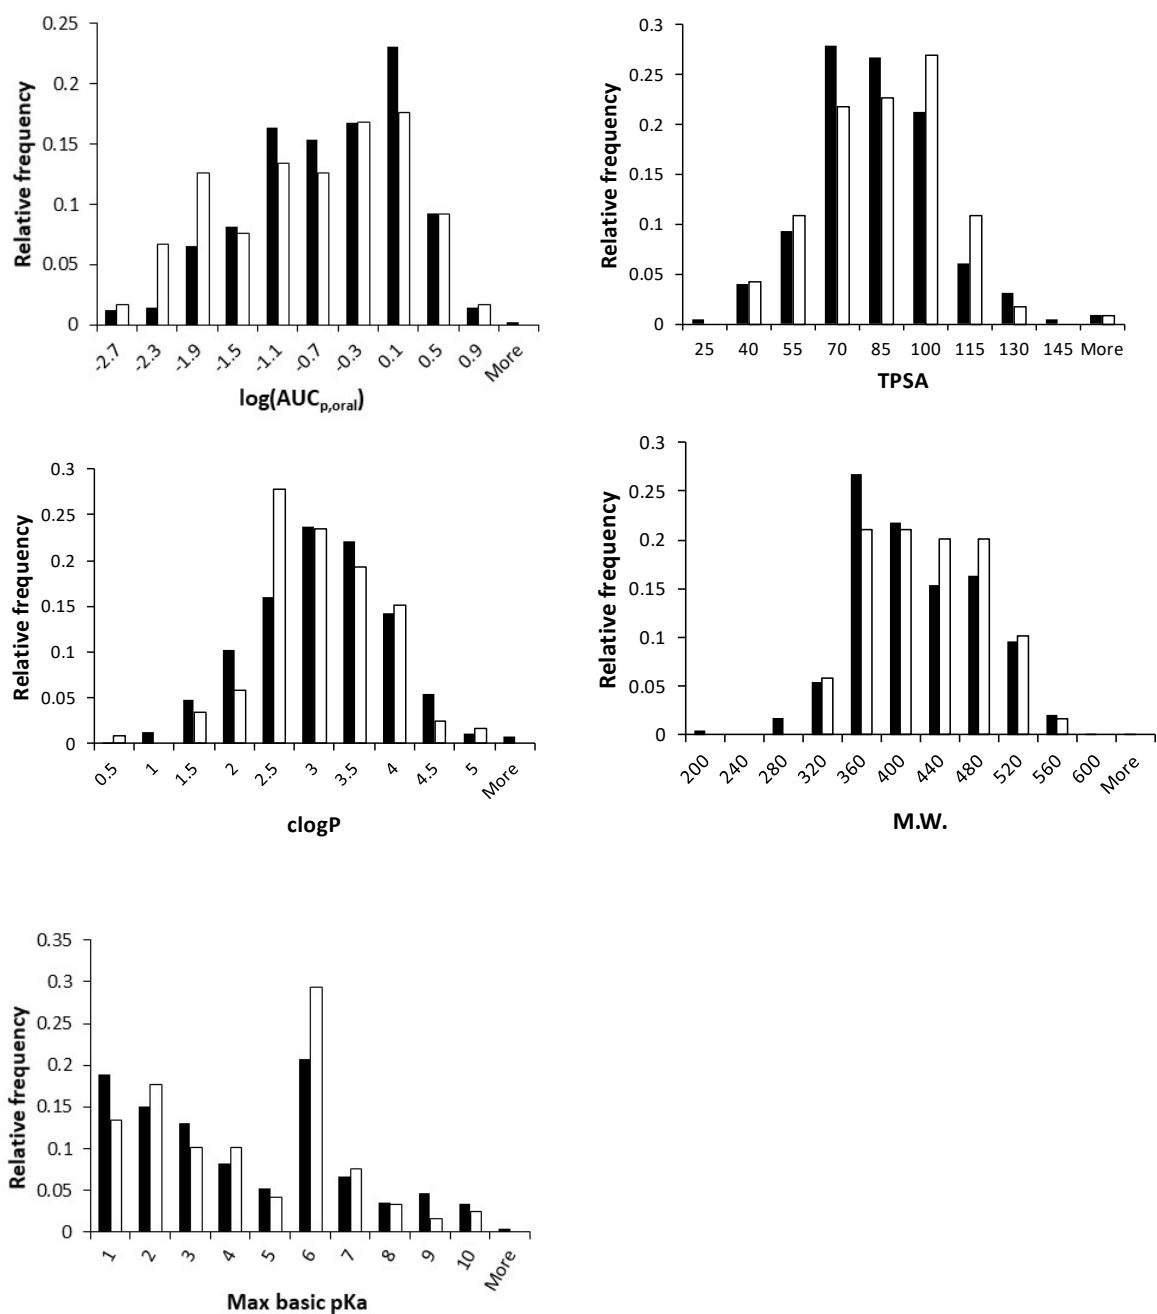 0.25
0.2
0.15
0.1
0.05
0
Relative frequency
-2.7 -2.3 -1.9 -1.5 -1.1 -0.7 -0.3 0.1 0.5 0.9 More
log(AUCp,oral)
0.3
0.25
0.2
0.15
0.1
0.05
0
Relative frequency
25 40 55 70 85 100 115 130 145 More
TPSA
0.3
0.25
0.2
0.15
0.1
0.05
0
Relative frequency
0.5 1 1.5 2 2.5 3 3.5 4 4.5 5 More
clogP
0.3
0.25
0.2
0.15
0.1
0.05
0
Relative frequency
200 240 280 320 360 400 440 480 520 560 600 More
M.W.
0.35
0.3
0.25
0.2
0.15
0.1
0.05
0
Relative frequency
1 2 3 4 5 6 7 8 9 10 More
Max basic pKa